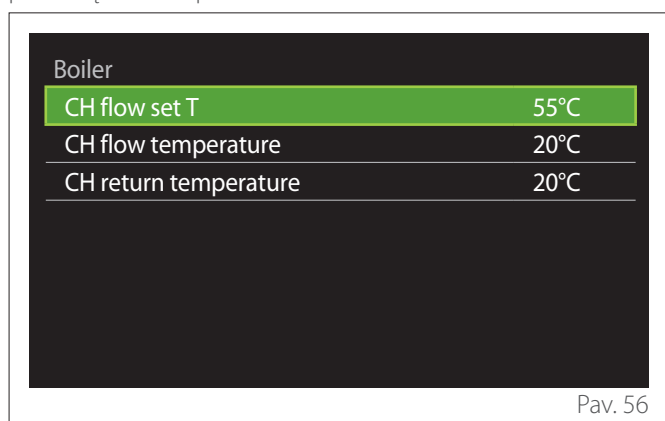 Boiler
CH flow set T 55°C
CH flow temperature 20°C
CH return temperature 20°C
Pav. 56